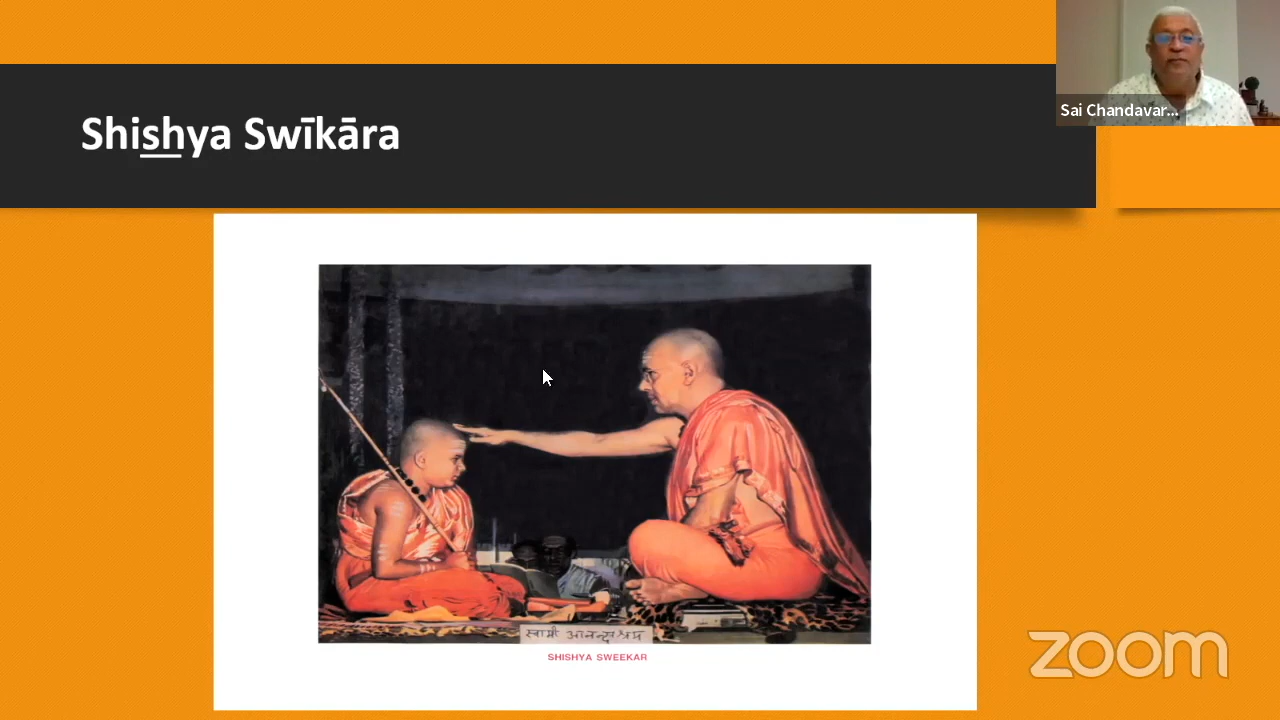 Shishya Swīkāra
Sai Chandavar...
स्वामी आनन्दाश्रम
SHISHYA SWEEKAR
zoom